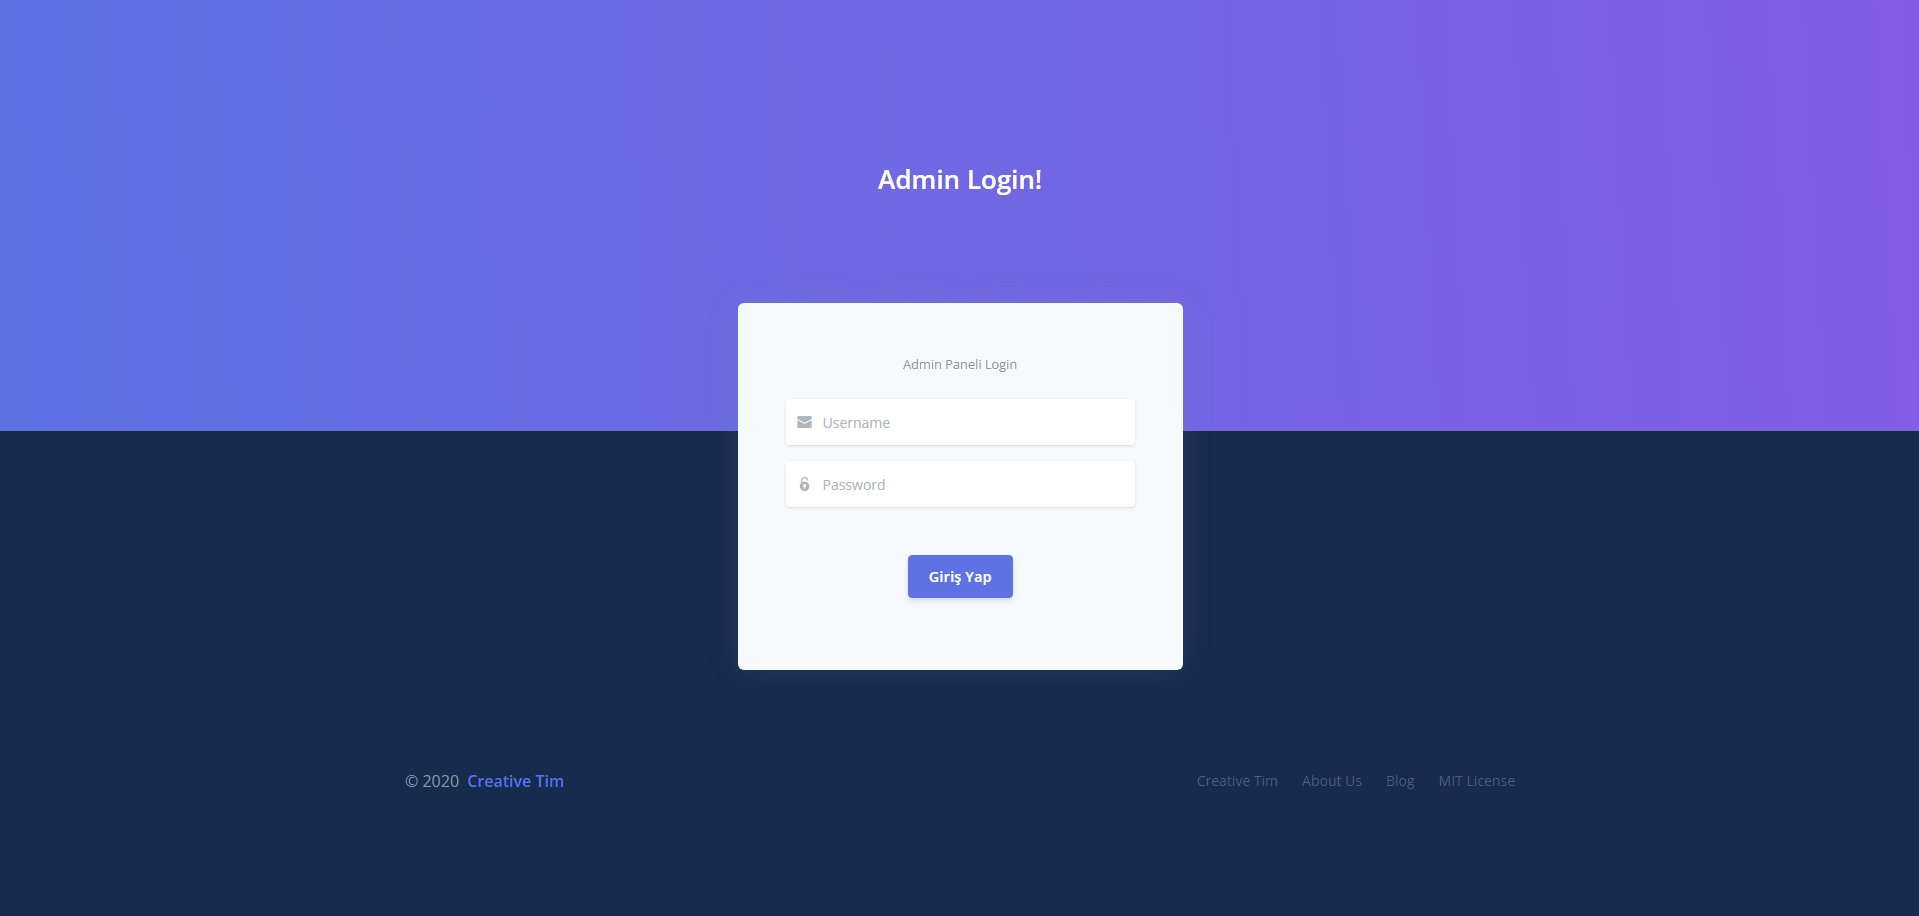 Admin Login!
Admin Paneli Login
Username
Password
Giriş Yap
© 2020 Creative Tim
Creative Tim About Us Blog MIT License